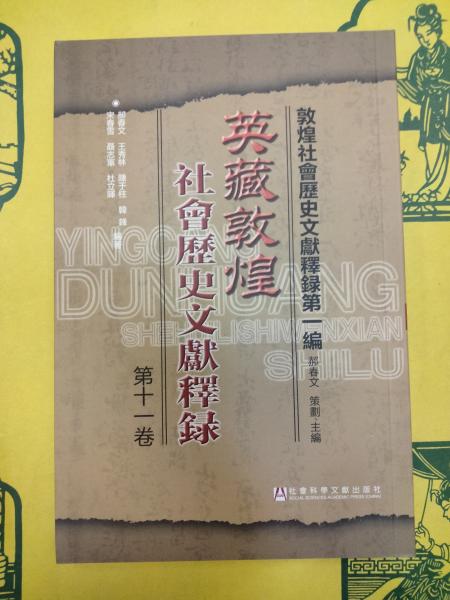 敦煌社會歷史文獻釋録第一編
郝春文 策劃、主編
英藏敦煌
社會歷史文獻釋録
第十一卷
郝春文 王秀林 陳于柱 韓鋒
宋雪春 聶志軍 杜立暉
YINGCANG
DUNHUANG
SHEHUILISHIWENXIAN
SHILU
社會科學文獻出版社
SOCIAL SCIENCES ACADEMIC PRESS (CHINA)